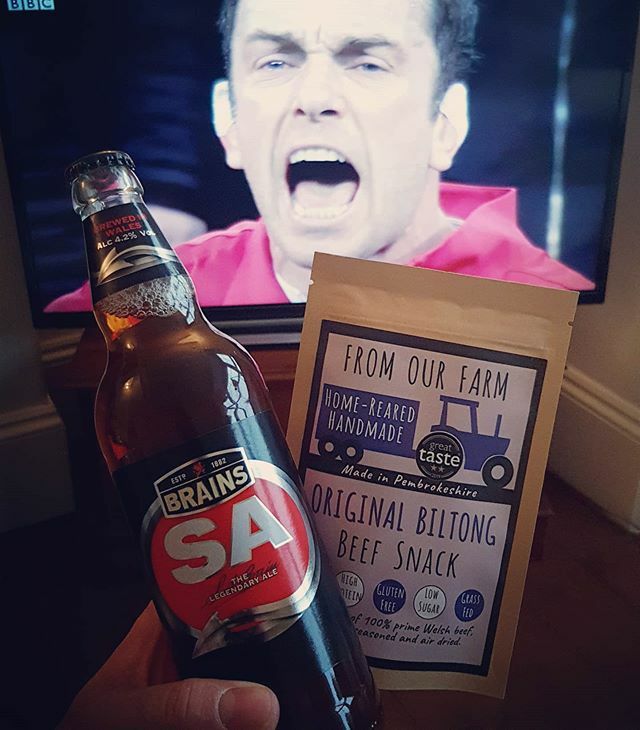 BBC
BREWED IN
WALES
ALC 4.2% Vol
ESTD 1882
BRAINS
SA
THE
LEGENDARY ALE
FROM OUR FARM
HOME-REARED
HANDMADE
great
taste
Made in Pembrokeshire
ORIGINAL BILTONG
BEEF SNACK
HIGH
GLUTEN
FREE
LOW
SUGAR
GRASS
FED
of 100% prime Welsh beef,
seasoned and air dried.